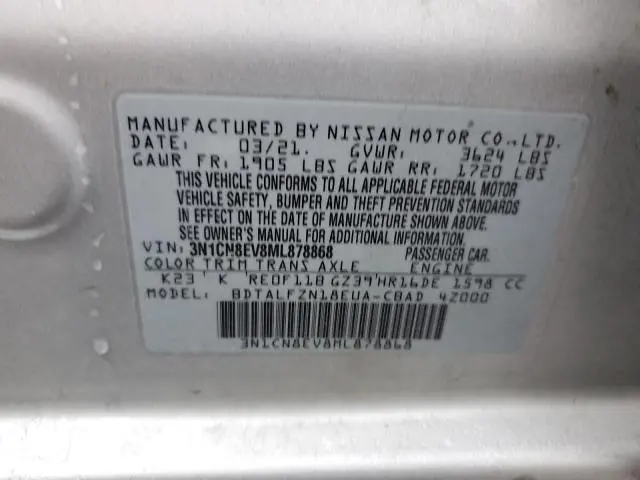 MANUFACTURED BY NISSAN MOTOR CO.,LTD.
DATE: 03/21. GVWR: 3624 LBS
GAWR FR: 1905 LBS GAWR RR: 1720 LBS
THIS VEHICLE CONFORMS TO ALL APPLICABLE FEDERAL MOTOR
VEHICLE SAFETY, BUMPER AND THEFT PREVENTION STANDARDS
IN EFFECT ON THE DATE OF MANUFACTURE SHOWN ABOVE.
SEE OWNER'S MANUAL FOR ADDITIONAL INFORMATION.
VIN: 3N1CN8EV8ML878868 PASSENGER CAR.
COLOR TRIM TRANS AXLE ENGINE
K23 K RE0F11B GZ39 HR16DE 1598 CC
MODEL: BDTALFZN18EUA-CBAD 4Z000
3N1CN8EV8ML878868